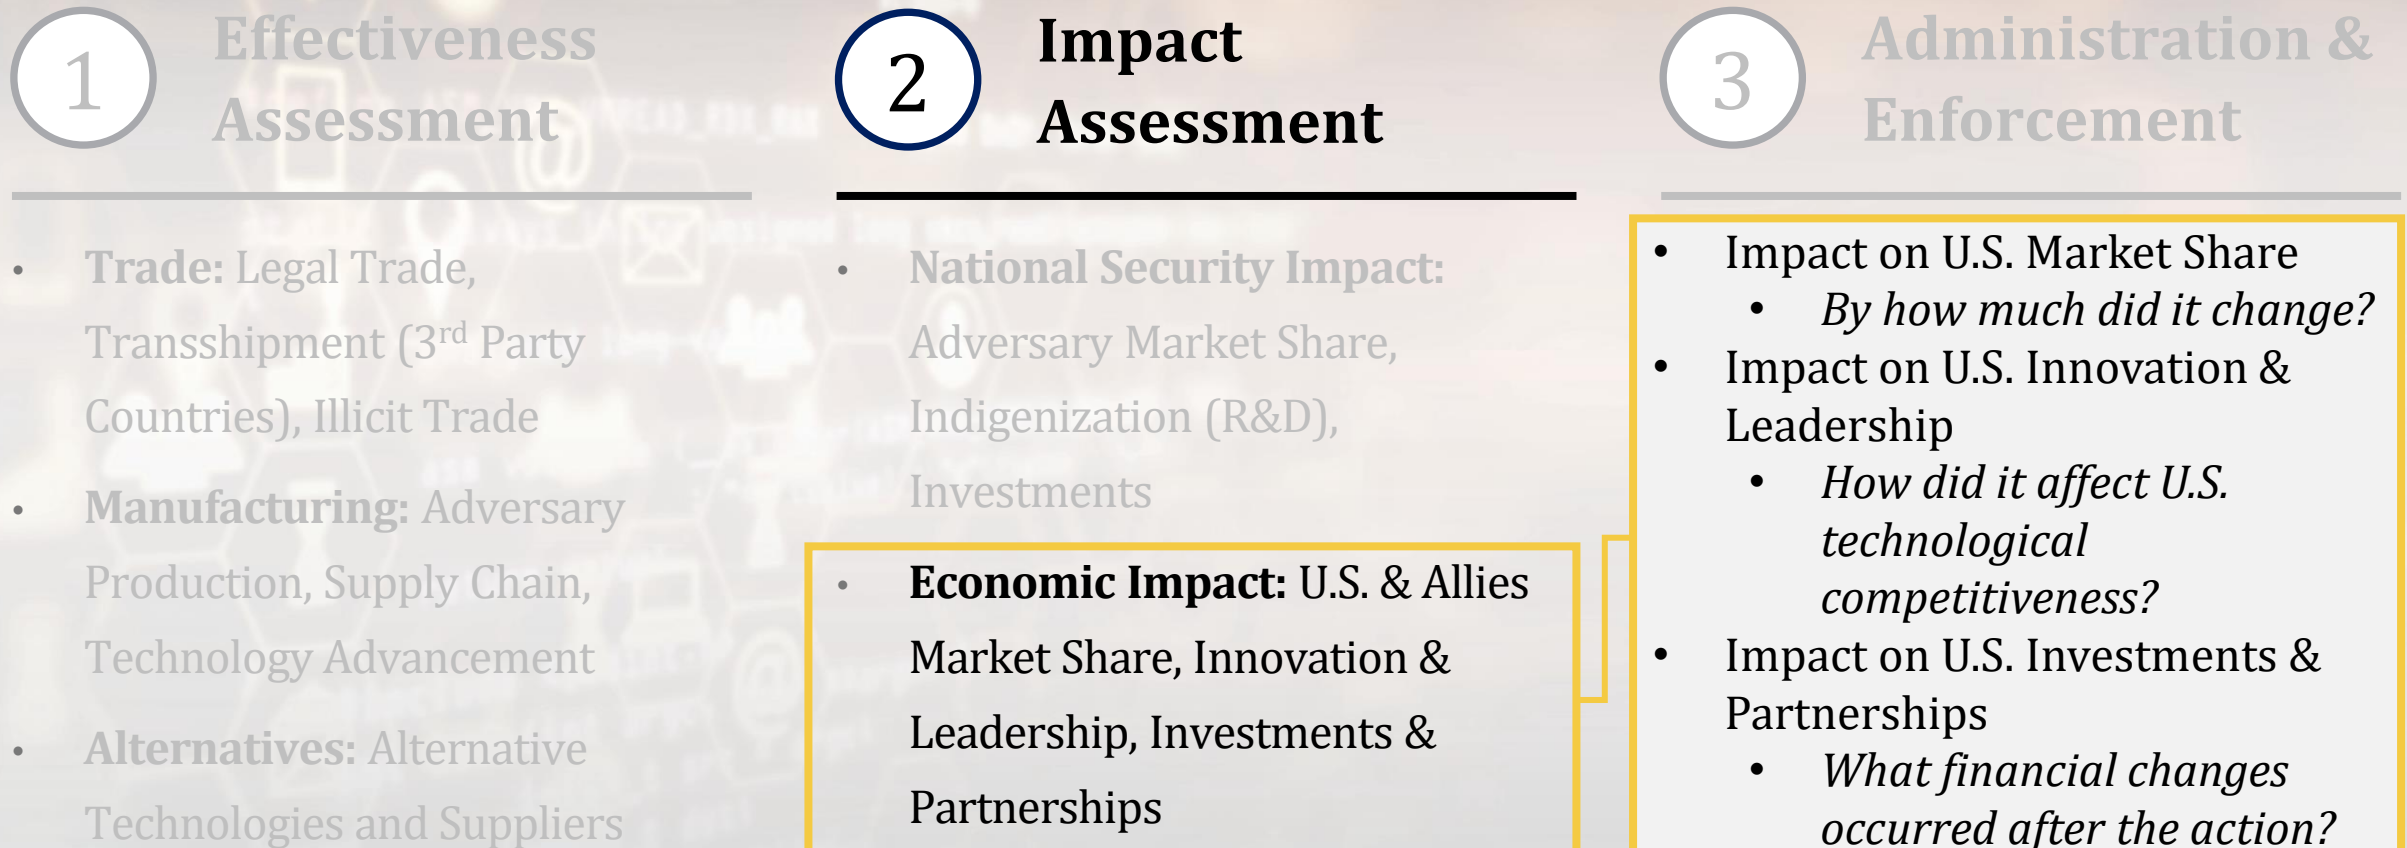 1
Effectiveness
Assessment
• Trade: Legal Trade,
Transshipment (3rd Party
Countries), Illicit Trade
• Manufacturing: Adversary
Production, Supply Chain,
Technology Advancement
• Alternatives: Alternative
Technologies and Suppliers
2
Impact
Assessment
• National Security Impact:
Adversary Market Share,
Indigenization (R&D),
Investments
• Economic Impact: U.S. & Allies
Market Share, Innovation &
Leadership, Investments &
Partnerships
3
Administration &
Enforcement
• Impact on U.S. Market Share
• By how much did it change?
• Impact on U.S. Innovation &
Leadership
• How did it affect U.S.
technological
competitiveness?
• Impact on U.S. Investments &
Partnerships
• What financial changes
occurred after the action?